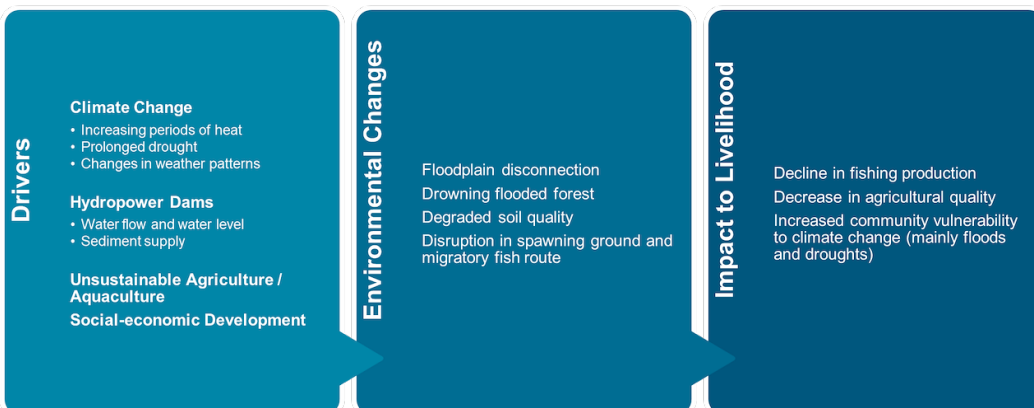 Drivers
Climate Change
• Increasing periods of heat
• Prolonged drought
• Changes in weather patterns
Hydropower Dams
• Water flow and water level
• Sediment supply
Unsustainable Agriculture /
Aquaculture
Social-economic Development
Environmental Changes
Floodplain disconnection
Drowning flooded forest
Degraded soil quality
Disruption in spawning ground and
migratory fish route
Impact to Livelihood
Decline in fishing production
Decrease in agricultural quality
Increased community vulnerability
to climate change (mainly floods
and droughts)